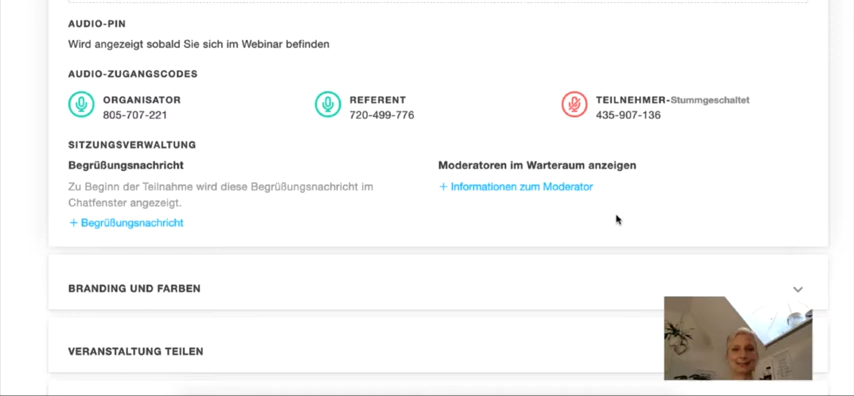 AUDIO-PIN
Wird angezeigt sobald Sie sich im Webinar befinden
AUDIO-ZUGANGSCODES
ORGANISATOR
805-707-221
REFERENT
720-499-776
TEILNEHMER-Stummgeschaltet
435-907-136
SITZUNGSVERWALTUNG
Begrüßungsnachricht
Zu Beginn der Teilnahme wird diese Begrüßungsnachricht im
Chatfenster angezeigt.
+ Begrüßungsnachricht
Moderatoren im Warteraum anzeigen
+ Informationen zum Moderator
BRANDING UND FARBEN
VERANSTALTUNG TEILEN